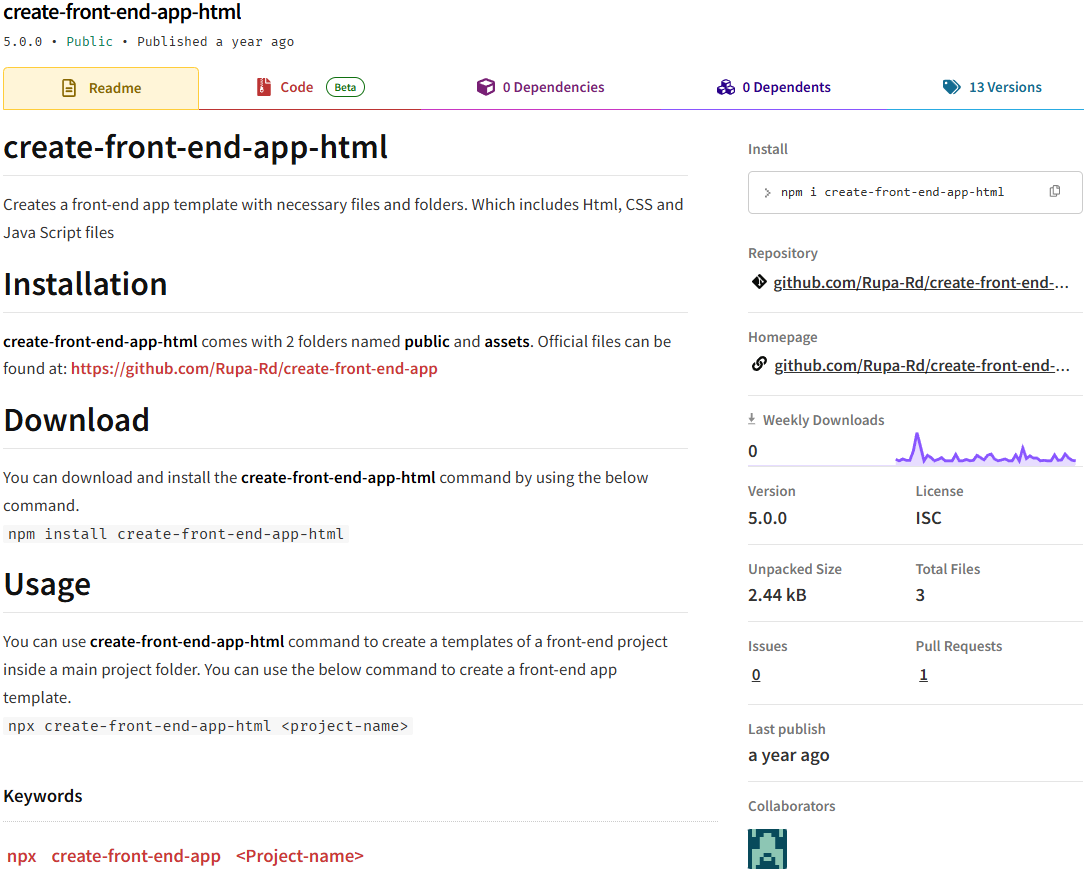 create-front-end-app-html
5.0.0 • Public • Published a year ago
Readme
Code Beta
0 Dependencies
0 Dependents
13 Versions
create-front-end-app-html
Creates a front-end app template with necessary files and folders. Which includes Html, CSS and
Java Script files
Installation
create-front-end-app-html comes with 2 folders named public and assets. Official files can be
found at: https://github.com/Rupa-Rd/create-front-end-app
Download
You can download and install the create-front-end-app-html command by using the below
command.
npm install create-front-end-app-html
Usage
You can use create-front-end-app-html command to create a templates of a front-end project
inside a main project folder. You can use the below command to create a front-end app
template.
npx create-front-end-app-html <project-name>
Keywords
npx create-front-end-app <Project-name>
Install
npm i create-front-end-app-html
Repository
github.com/Rupa-Rd/create-front-end-...
Homepage
github.com/Rupa-Rd/create-front-end-...
Weekly Downloads
0
Version
5.0.0
License
ISC
Unpacked Size
2.44 kB
Total Files
3
Issues
0
Pull Requests
1
Last publish
a year ago
Collaborators